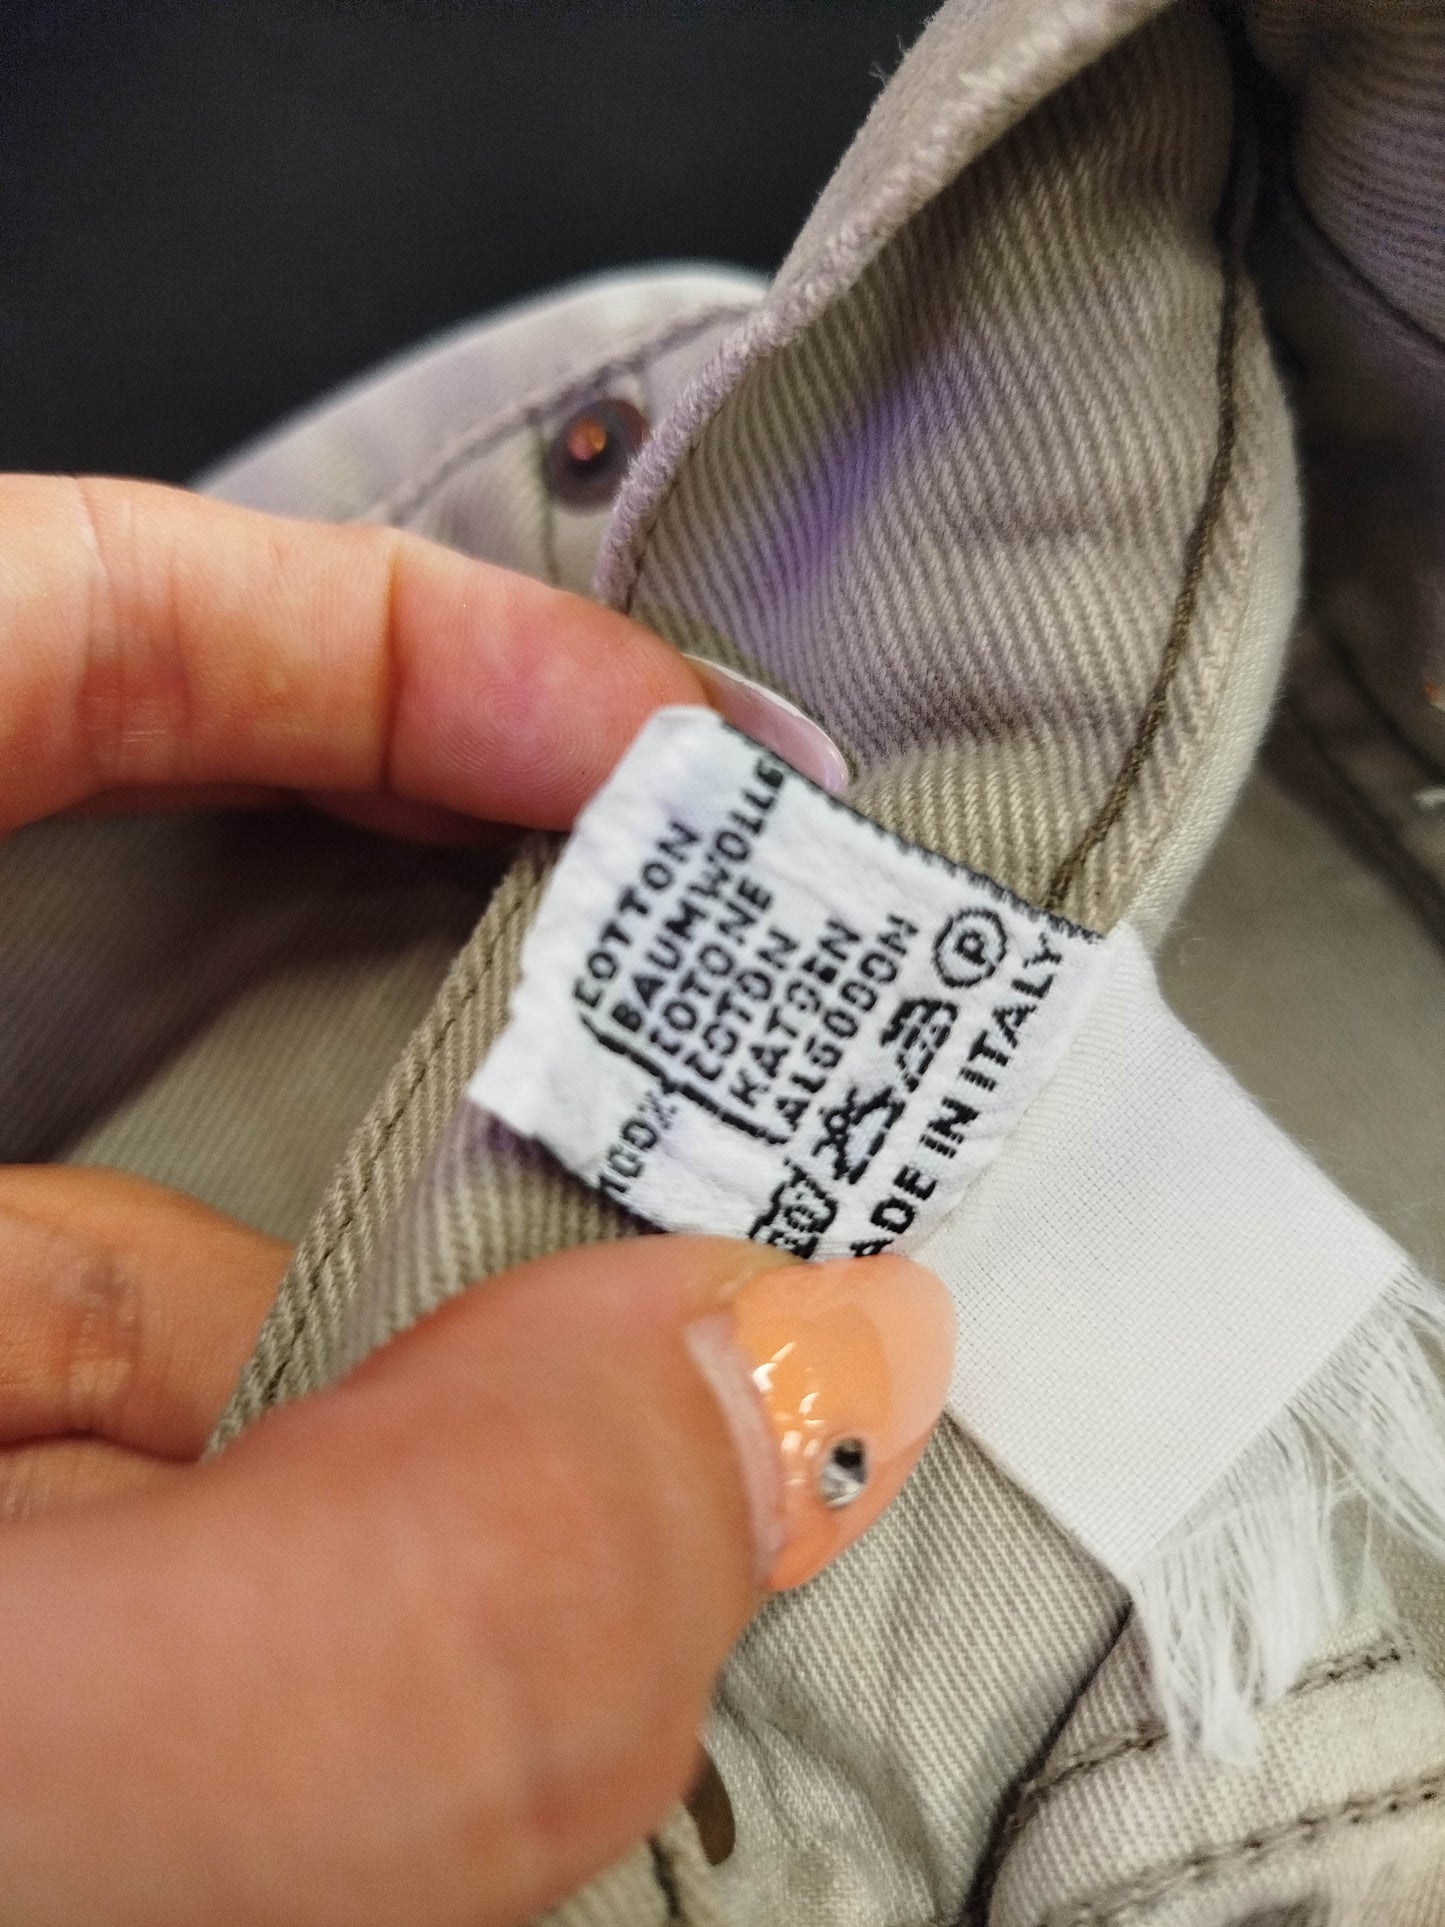 100%
COTTON
BAUMWOLLE
COTONE
COTON
KATOEN
ALGODON
P
MADE IN ITALY